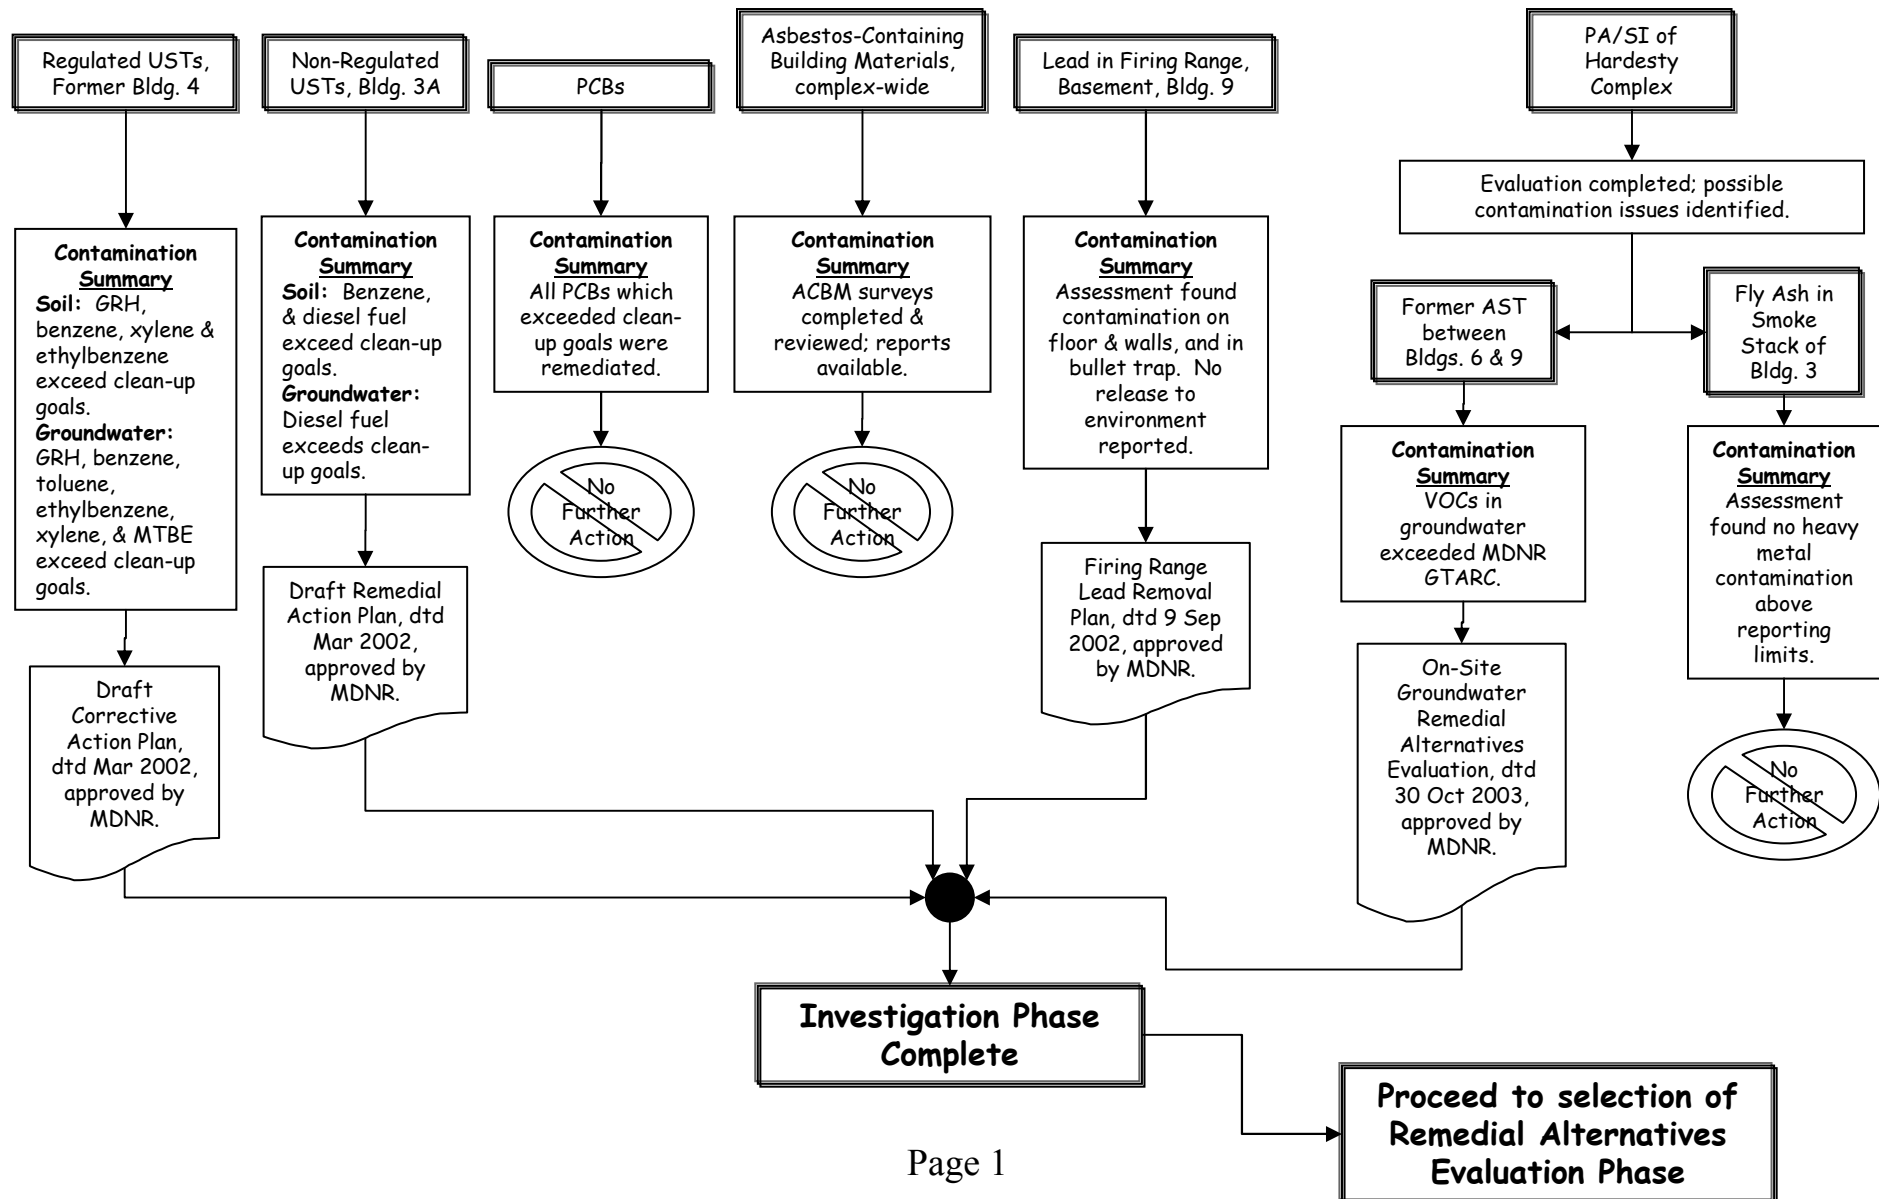 Regulated USTs,
Former Bldg. 4
Non-Regulated
USTs, Bldg. 3A
PCBs
Asbestos-Containing
Building Materials,
complex-wide
Lead in Firing Range,
Basement, Bldg. 9
PA/SI of
Hardesty
Complex
Evaluation completed; possible
contamination issues identified.
Contamination
Summary
Soil: GRH,
benzene, xylene &
ethylbenzene
exceed clean-up
goals.
Groundwater:
GRH, benzene,
toluene,
ethylbenzene,
xylene, & MTBE
exceed clean-up
goals.
Contamination
Summary
Soil: Benzene,
& diesel fuel
exceed clean-up
goals.
Groundwater:
Diesel fuel
exceeds clean-
up goals.
Contamination
Summary
All PCBs which
exceeded clean-
up goals were
remediated.
Contamination
Summary
ACBM surveys
completed &
reviewed; reports
available.
Contamination
Summary
Assessment found
contamination on
floor & walls, and in
bullet trap. No
release to
environment
reported.
Former AST
between
Bldgs. 6 & 9
Fly Ash in
Smoke
Stack of
Bldg. 3
Contamination
Summary
VOCs in
groundwater
exceeded MDNR
GTARC.
Contamination
Summary
Assessment
found no heavy
metal
contamination
above
reporting
limits.
No
Further
Action
No
Further
Action
Draft Corrective
Action Plan,
dtd Mar 2002,
approved by
MDNR.
Draft Remedial
Action Plan, dtd
Mar 2002,
approved by
MDNR.
Firing Range
Lead Removal
Plan, dtd 9 Sep
2002, approved
by MDNR.
On-Site
Groundwater
Remedial
Alternatives
Evaluation, dtd
30 Oct 2003,
approved by
MDNR.
No
Further
Action
Investigation Phase
Complete
Proceed to selection of
Remedial Alternatives
Evaluation Phase
Page 1